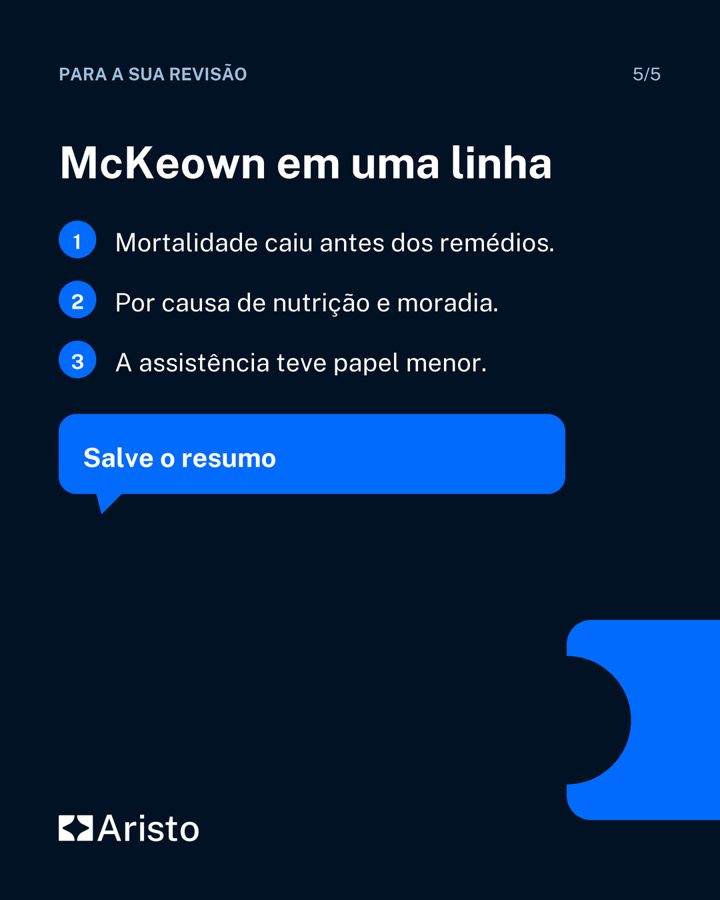 PARA A SUA REVISÃO
5/5
McKeown em uma linha
1 Mortalidade caiu antes dos remédios.
2 Por causa de nutrição e moradia.
3 A assistência teve papel menor.
Salve o resumo
Aristo